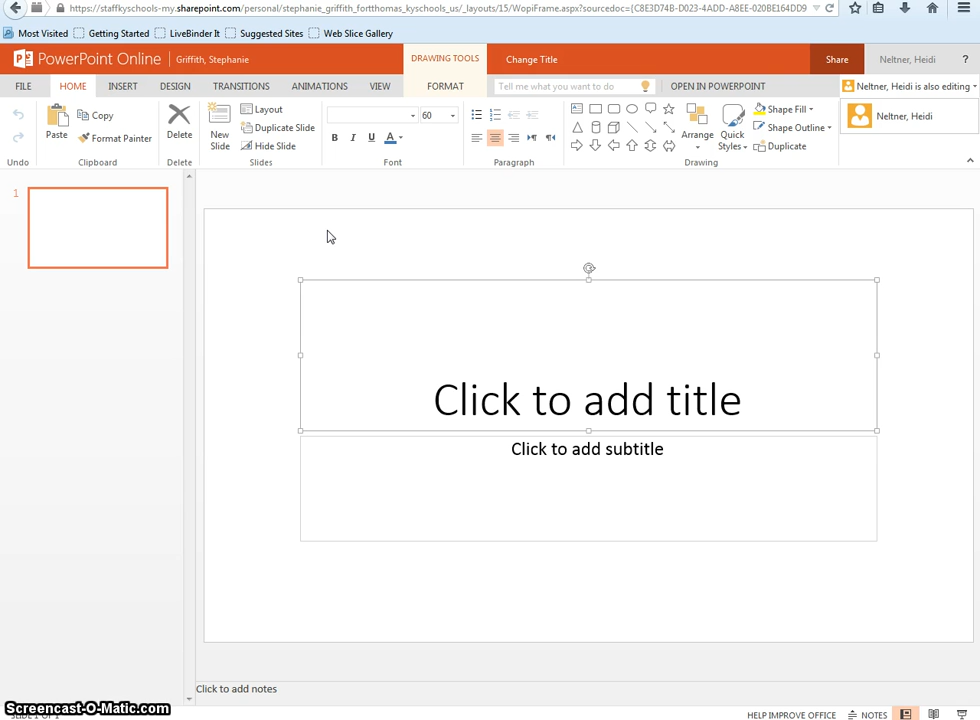 https://staffkyschools-my.sharepoint.com/personal/stephanie_griffith_fortthomas_kyschools_us/_layouts/15/WopiFrame.aspx?sourcedoc={C8E3D74B-D023-4ADD-A8EE-020BE164DD9
Most Visited Getting Started LiveBinder It Suggested Sites Web Slice Gallery
PowerPoint Online Griffith, Stephanie DRAWING TOOLS Change Title Share Neltner, Heidi ?
FILE HOME INSERT DESIGN TRANSITIONS ANIMATIONS VIEW FORMAT Tell me what you want to do OPEN IN POWERPOINT Neltner, Heidi is also editing
Paste Copy Format Painter
Delete
New Slide Layout Duplicate Slide Hide Slide
60
B I U A
Arrange Quick Styles Shape Fill Shape Outline Duplicate
Neltner, Heidi
Undo Clipboard Delete Slides Font Paragraph Drawing
1
Click to add title
Click to add subtitle
Click to add notes
Screencast-O-Matic.com
HELP IMPROVE OFFICE NOTES